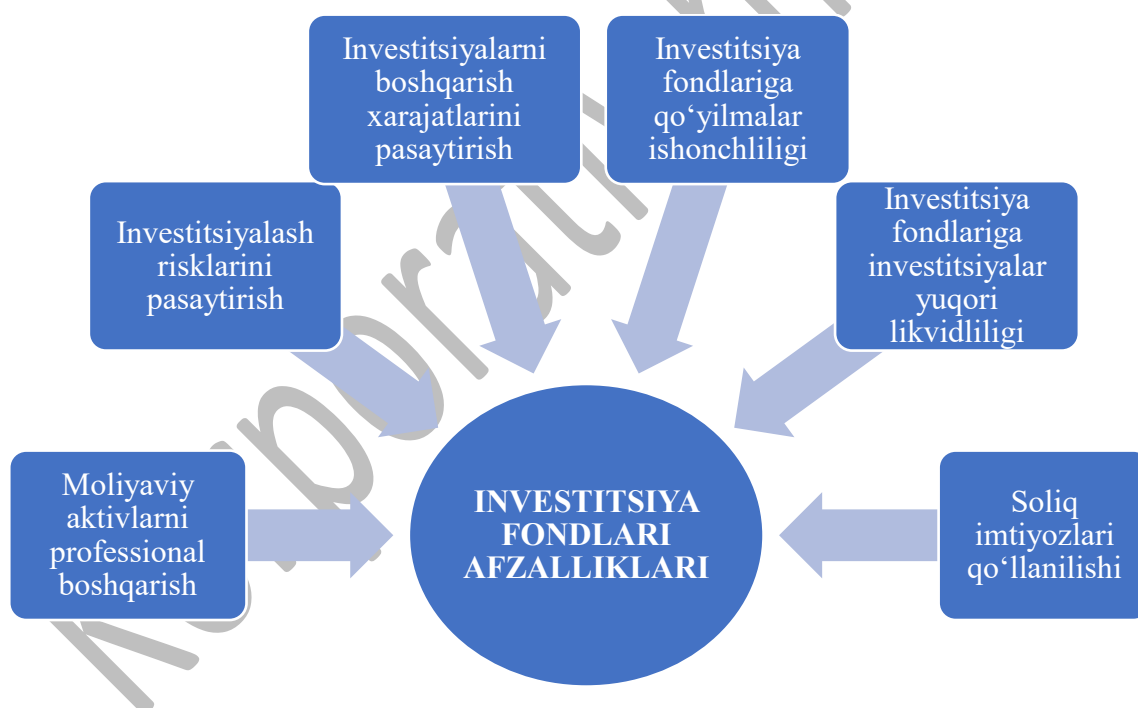 Investitsiyalarni
boshqarish
xarajatlarini
pasaytirish
Investitsiya
fondlariga
qo‘yilmalar
ishonchliligi
Investitsiyalash
risklarini
pasaytirish
Investitsiya
fondlariga
investitsiyalar
yuqori
likvidliligi
Moliyaviy
aktivlarni
professional
boshqarish
INVESTITSIYA
FONDLARI
AFZALLIKLARI
Soliq
imtiyozlari
qo‘llanilishi